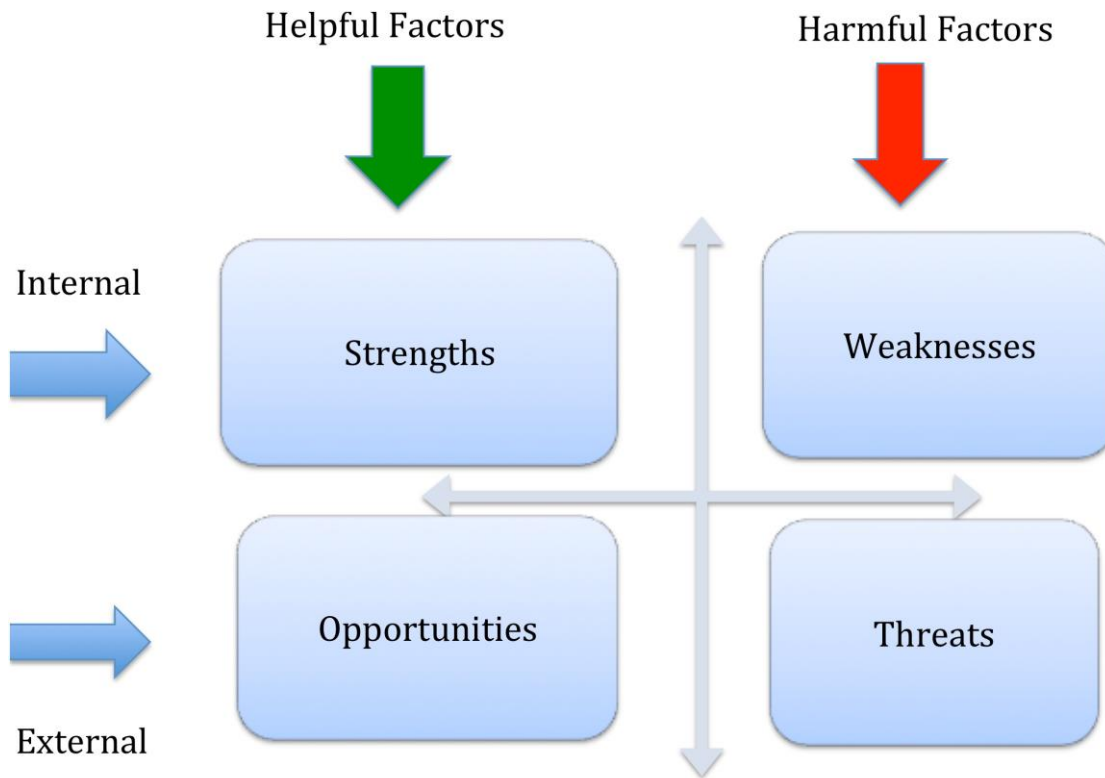 Helpful Factors
Harmful Factors
Internal
Strengths
Weaknesses
Opportunities
Threats
External